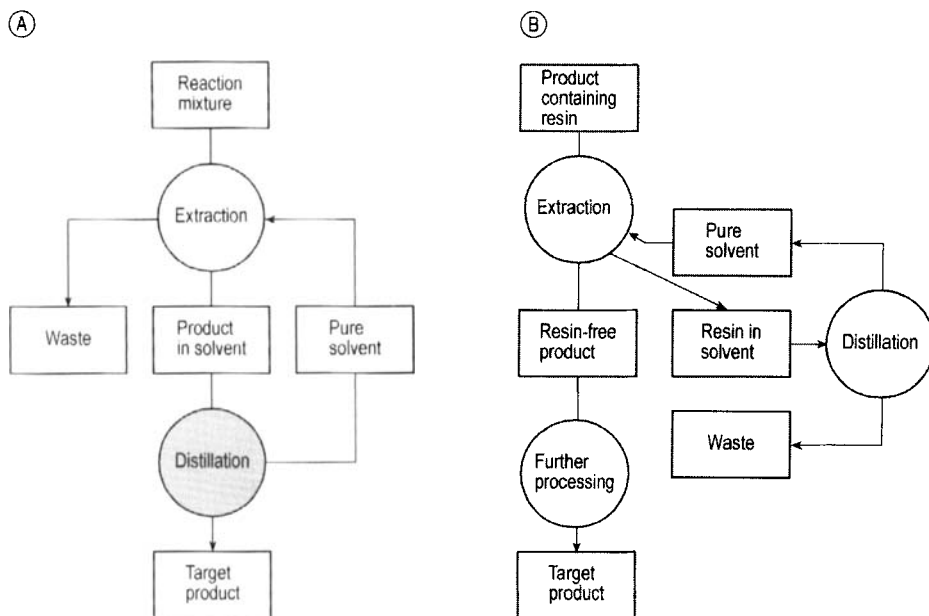 A
Reaction
mixture
Extraction
Waste
Product
in solvent
Pure
solvent
Distillation
Target
product
B
Product
containing
resin
Extraction
Pure
solvent
Resin-free
product
Resin in
solvent
Distillation
Waste
Further
processing
Target
product